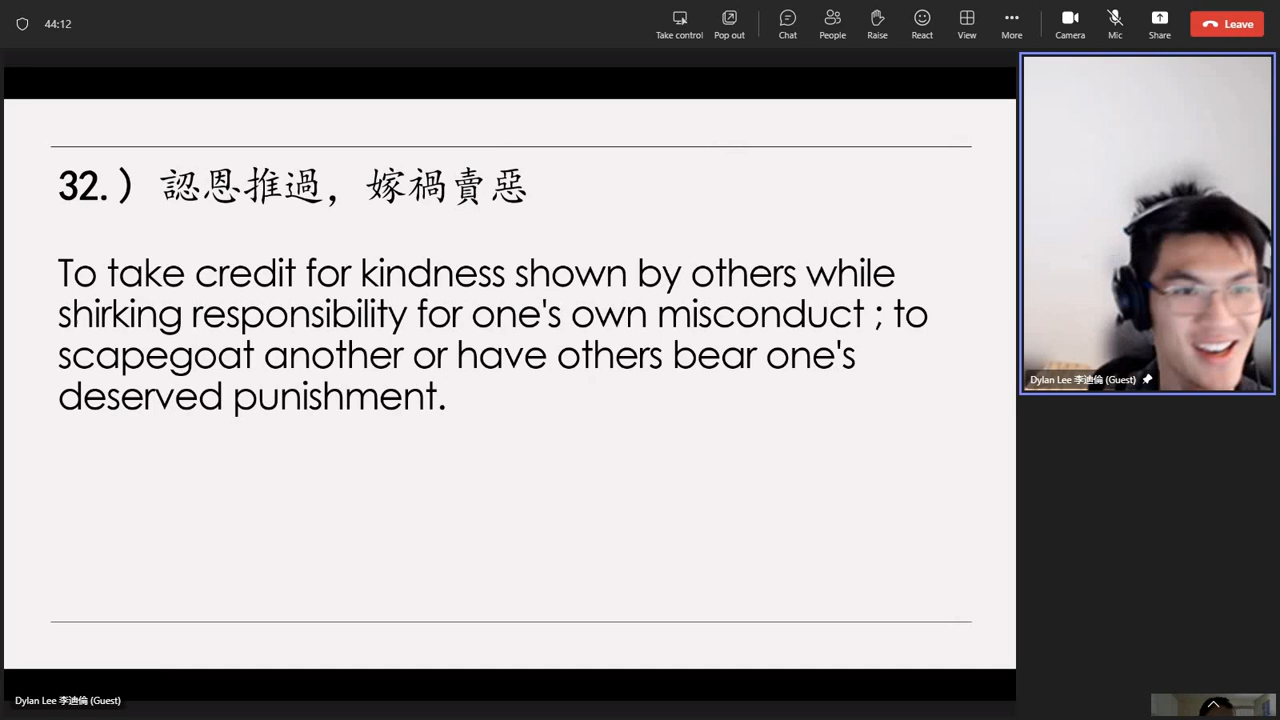 44:12
Take control
Pop out
Chat
People
Raise
React
View
More
Camera
Mic
Share
Leave
32.) 認恩推過，嫁禍賣惡
To take credit for kindness shown by others while
shirking responsibility for one's own misconduct ; to
scapegoat another or have others bear one's
deserved punishment.
Dylan Lee 李迪倫 (Guest)
Dylan Lee 李迪倫 (Guest)